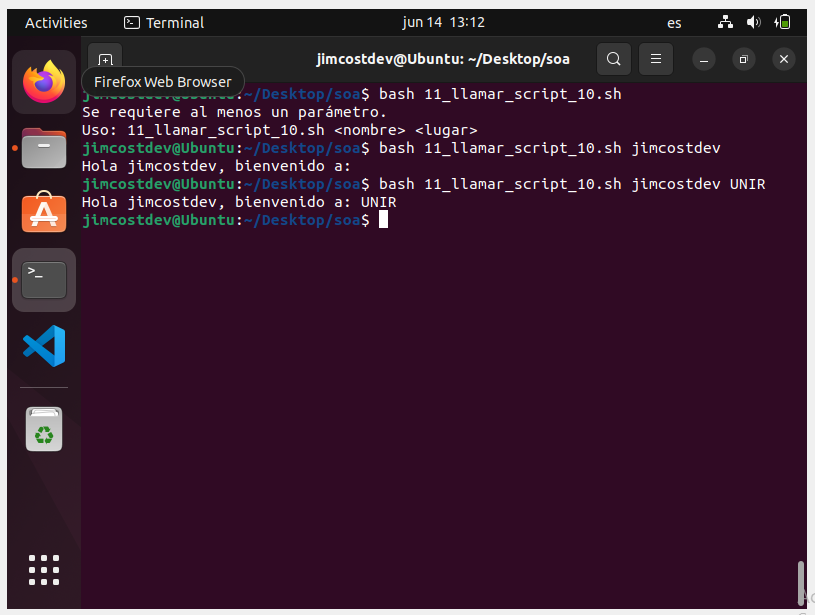 Activities Terminal jun 14 13:12 es
jimcostdev@Ubuntu: ~/Desktop/soa
Firefox Web Browser
jimcostdev@Ubuntu:~/Desktop/soa$ bash 11_llamar_script_10.sh
Se requiere al menos un parámetro.
Uso: 11_llamar_script_10.sh <nombre> <lugar>
jimcostdev@Ubuntu:~/Desktop/soa$ bash 11_llamar_script_10.sh jimcostdev
Hola jimcostdev, bienvenido a:
jimcostdev@Ubuntu:~/Desktop/soa$ bash 11_llamar_script_10.sh jimcostdev UNIR
Hola jimcostdev, bienvenido a: UNIR
jimcostdev@Ubuntu:~/Desktop/soa$